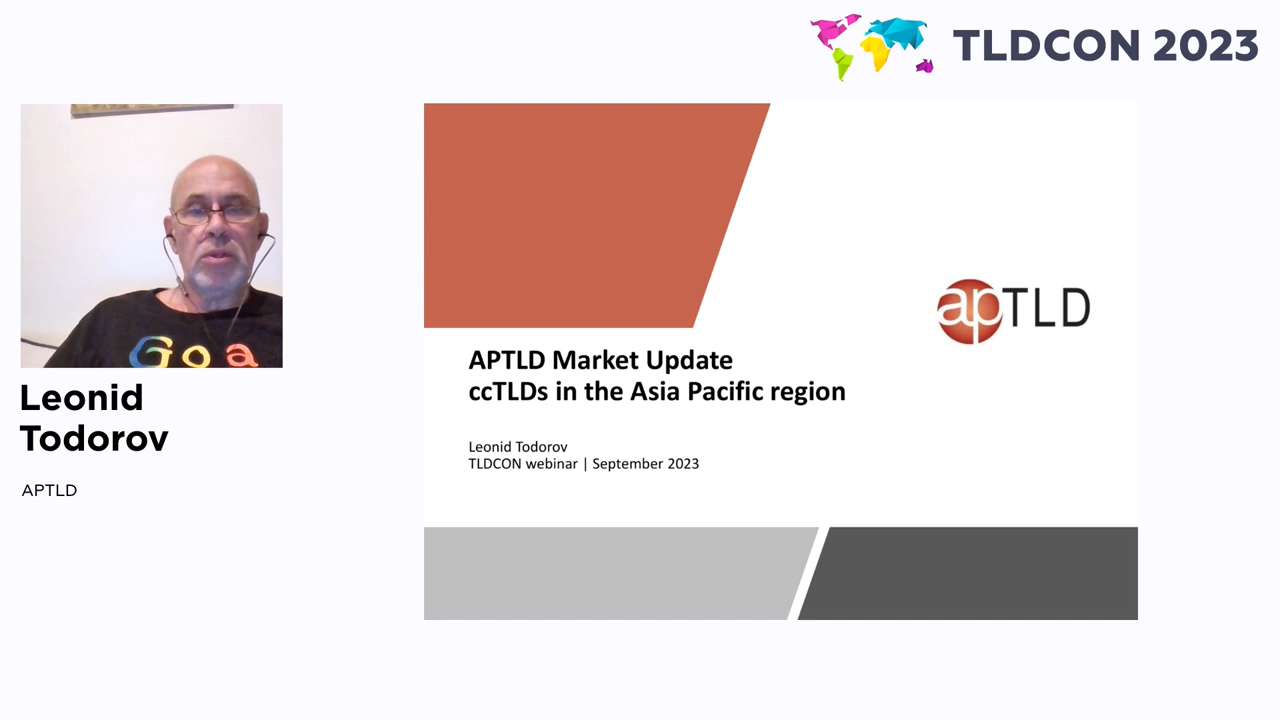 TLDCON 2023
Goa
Leonid
Todorov
APTLD
apTLD
APTLD Market Update
ccTLDs in the Asia Pacific region
Leonid Todorov
TLDCON webinar | September 2023